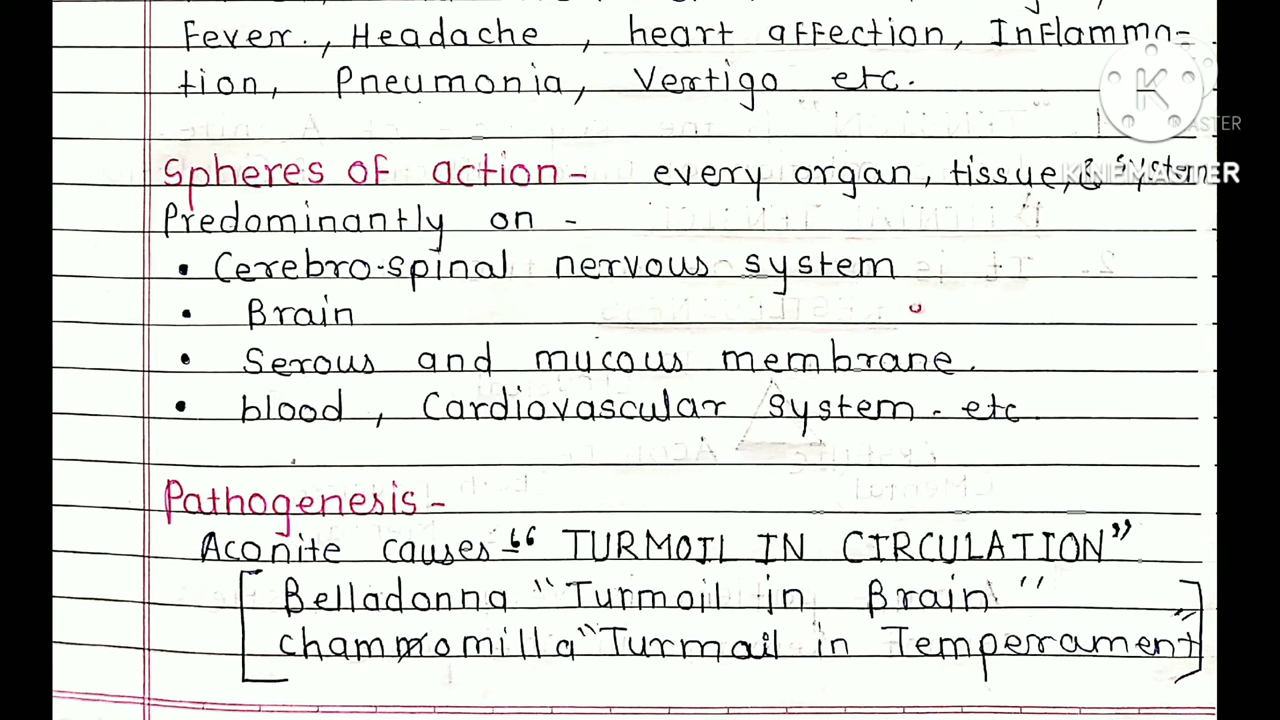 Fever., Headache, heart affection, Inflamma-
tion, Pneumonia, Vertigo etc.
K
KINEMASTER
Spheres of action - every organ, tissue, & system
Predominantly on -
• Cerebro-spinal nervous system
• Brain
• Serous and mucous membrane.
• blood, Cardiovascular system. etc.
Pathogenesis -
Aconite causes - "TURMOIL IN CIRCULATION"
[Belladonna "Turmoil in Brain"
Chammomilla "Turmoil in Temperament"]